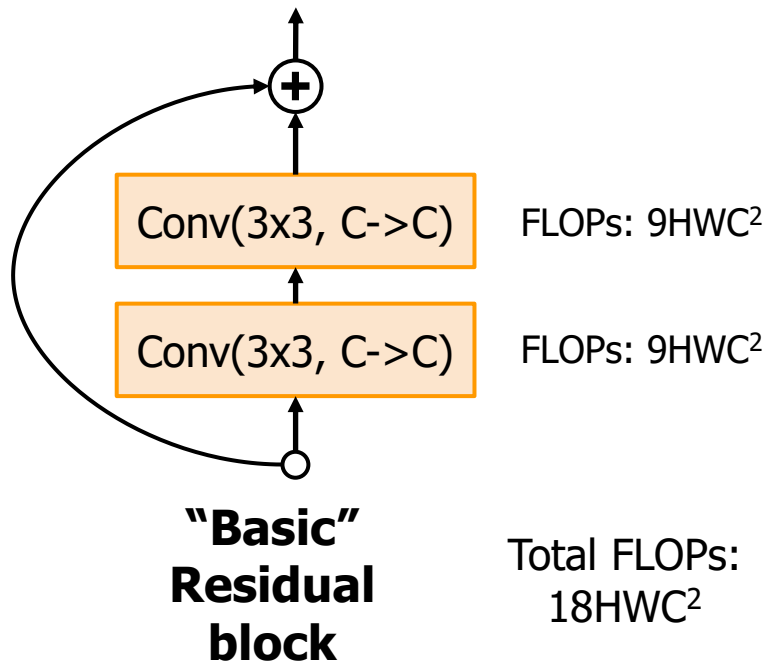 +
Conv(3x3, C->C)
FLOPs: 9HWC²
Conv(3x3, C->C)
FLOPs: 9HWC²
“Basic”
Residual
block
Total FLOPs:
18HWC²